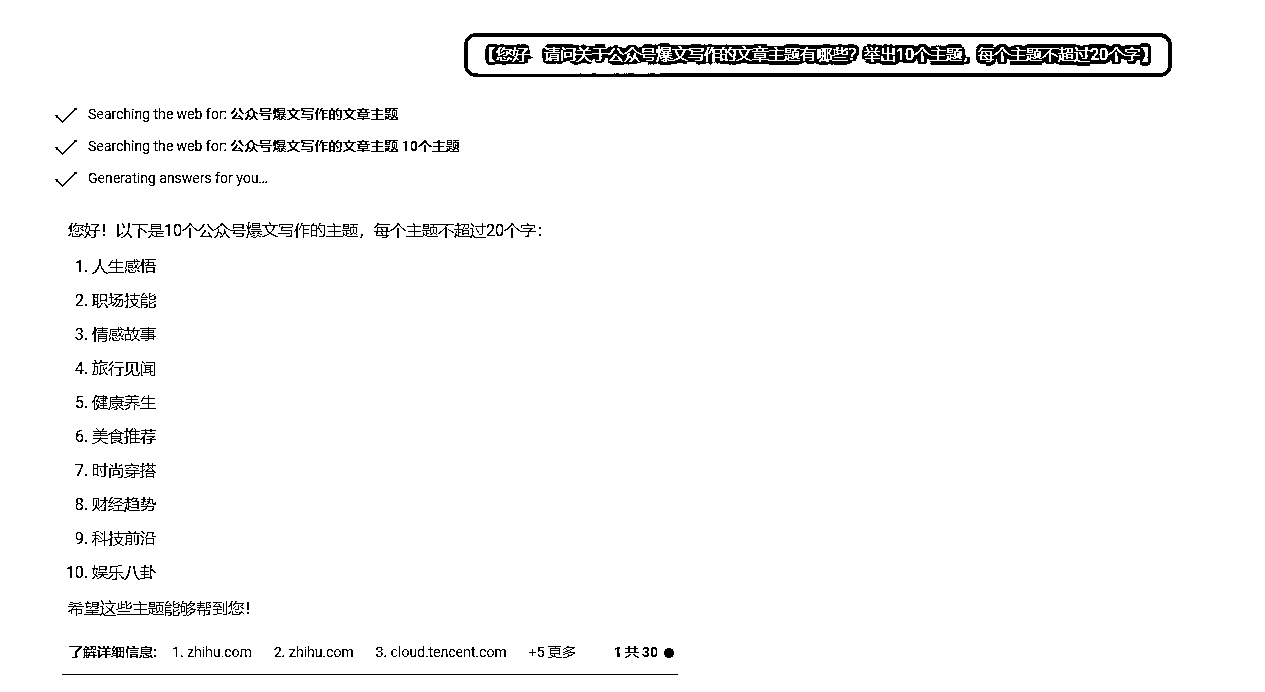 【您好，请问关于公众号爆文写作的文章主题有哪些？举出10个主题，每个主题不超过20个字】
Searching the web for: 公众号爆文写作的文章主题
Searching the web for: 公众号爆文写作的文章主题 10个主题
Generating answers for you...
您好！以下是10个公众号爆文写作的主题，每个主题不超过20个字：
1. 人生感悟
2. 职场技能
3. 情感故事
4. 旅行见闻
5. 健康养生
6. 美食推荐
7. 时尚穿搭
8. 财经趋势
9. 科技前沿
10. 娱乐八卦
希望这些主题能够帮到您！
了解详细信息: 1. zhihu.com 2. zhihu.com 3. cloud.tencent.com +5 更多 1 共 30